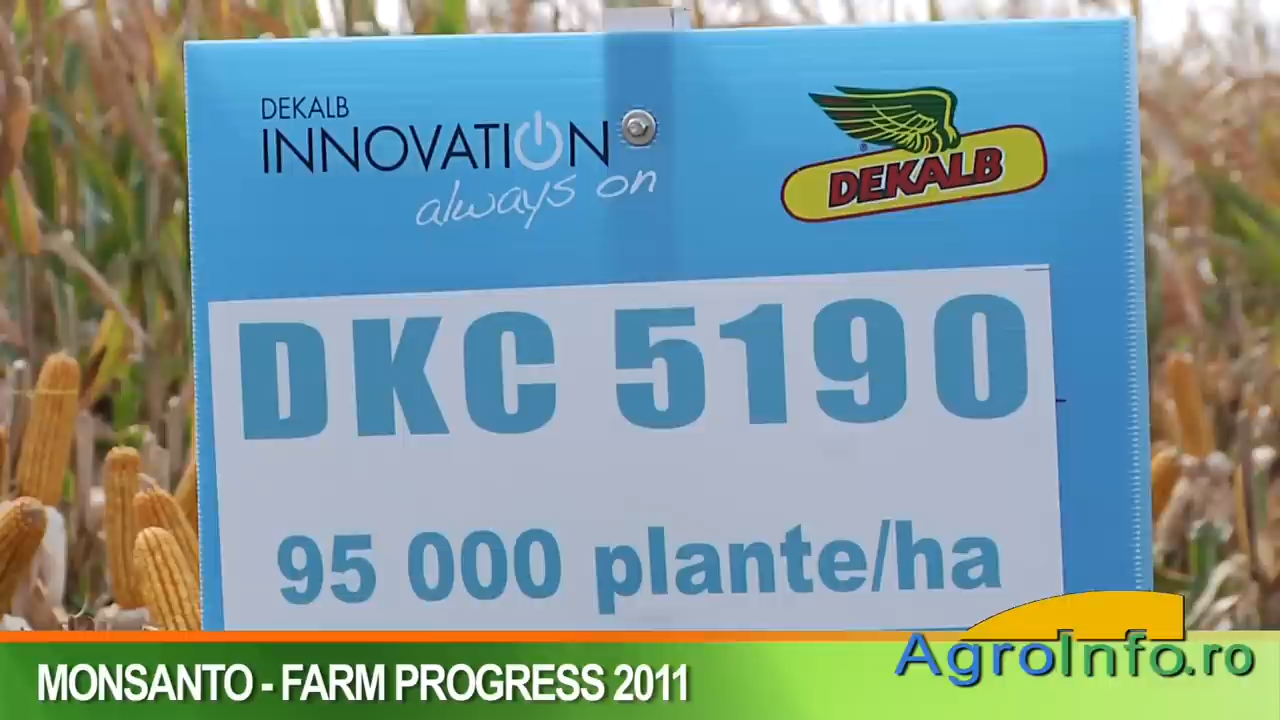 DEKALB
INNOVATION
always on
DEKALB
DKC 5190
95 000 plante/ha
MONSANTO - FARM PROGRESS 2011
AgroInfo.ro